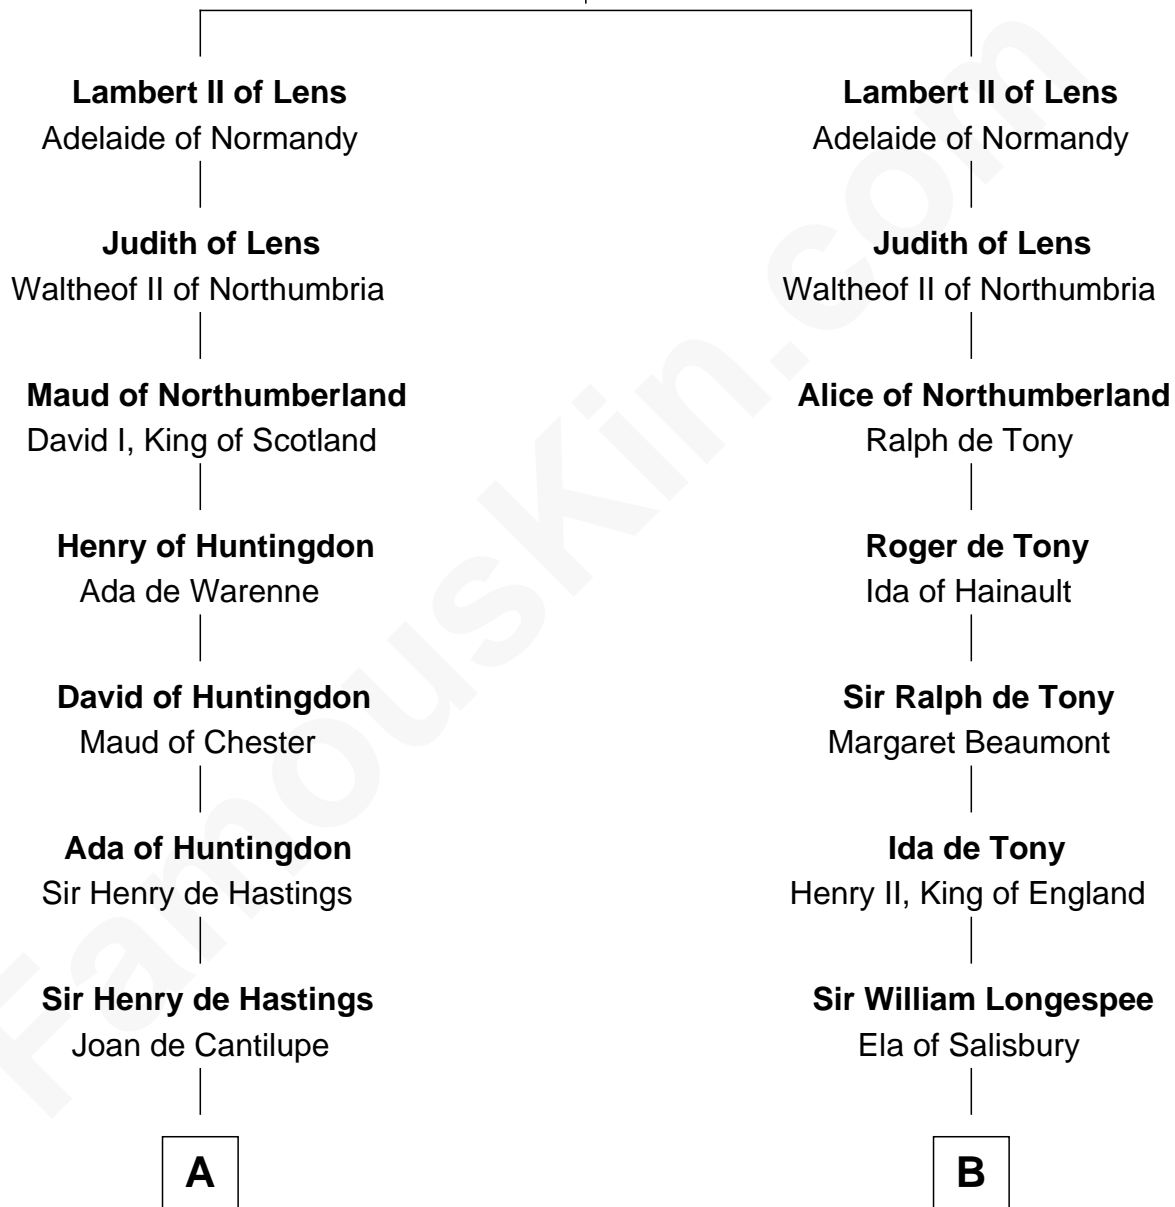 Lambert II of Lens
Adelaide of Normandy
Judith of Lens
Waltheof II of Northumbria
Maud of Northumberland
David I, King of Scotland
Henry of Huntingdon
Ada de Warenne
David of Huntingdon
Maud of Chester
Ada of Huntingdon
Sir Henry de Hastings
Sir Henry de Hastings
Joan de Cantilupe
A
Lambert II of Lens
Adelaide of Normandy
Judith of Lens
Waltheof II of Northumbria
Alice of Northumberland
Ralph de Tony
Roger de Tony
Ida of Hainault
Sir Ralph de Tony
Margaret Beaumont
Ida de Tony
Henry II, King of England
Sir William Longespee
Ela of Salisbury
B
FamousKin.com